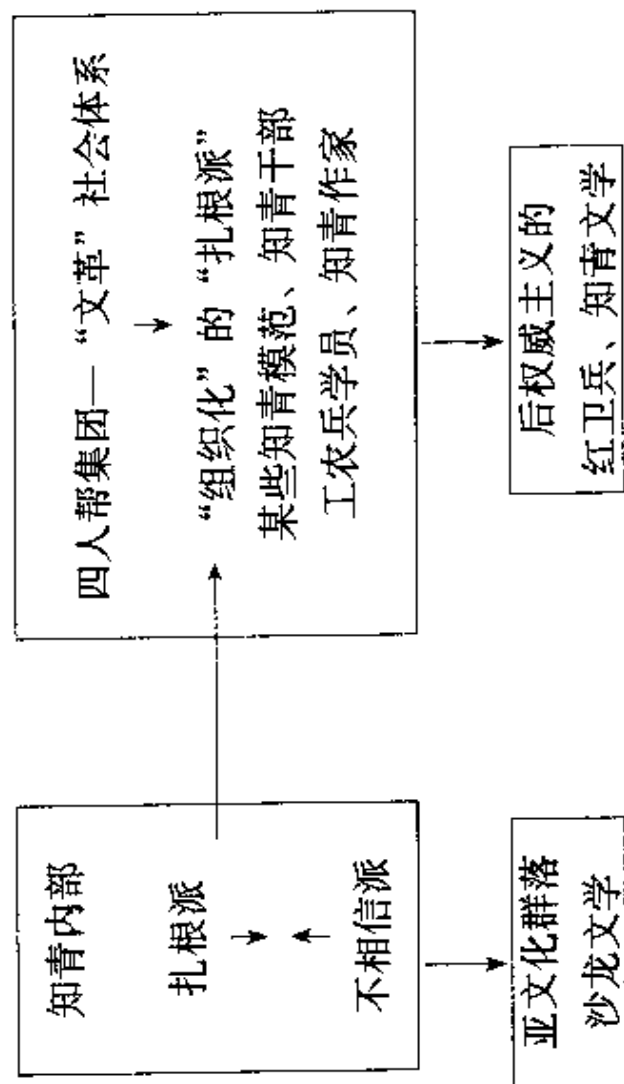 知青内部
扎根派
不相信派
亚文化群落
沙龙文学
四人帮集团—“文革”社会体系
“组织化”的“扎根派”
某些知青模范、知青干部
工农兵学员、知青作家
后权威主义的
红卫兵、知青文学